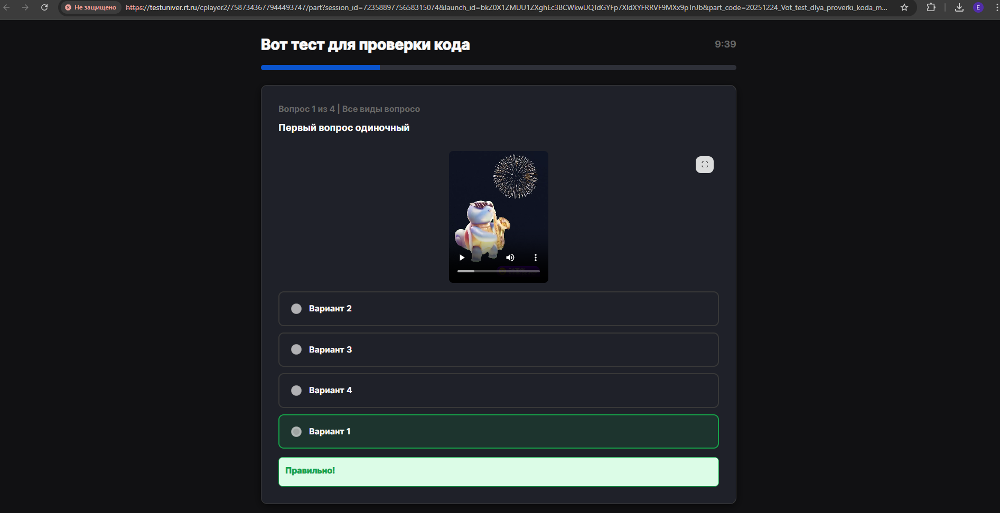 Не защищено
https://testuniver.rt.ru/cplayer2/7587343677944493747/part?session_id=7235889775658315074&launch_id=bkZ0X1ZMUU1ZXghEc3BCWkwUQTdGYFp7XldXYFRRVF9MXx9pTnJb&part_code=20251224_Vot_test_dlya_proverki_koda_m...
E
Вот тест для проверки кода
9:39
Вопрос 1 из 4 | Все виды вопросо
Первый вопрос одиночный
Вариант 2
Вариант 3
Вариант 4
Вариант 1
Правильно!